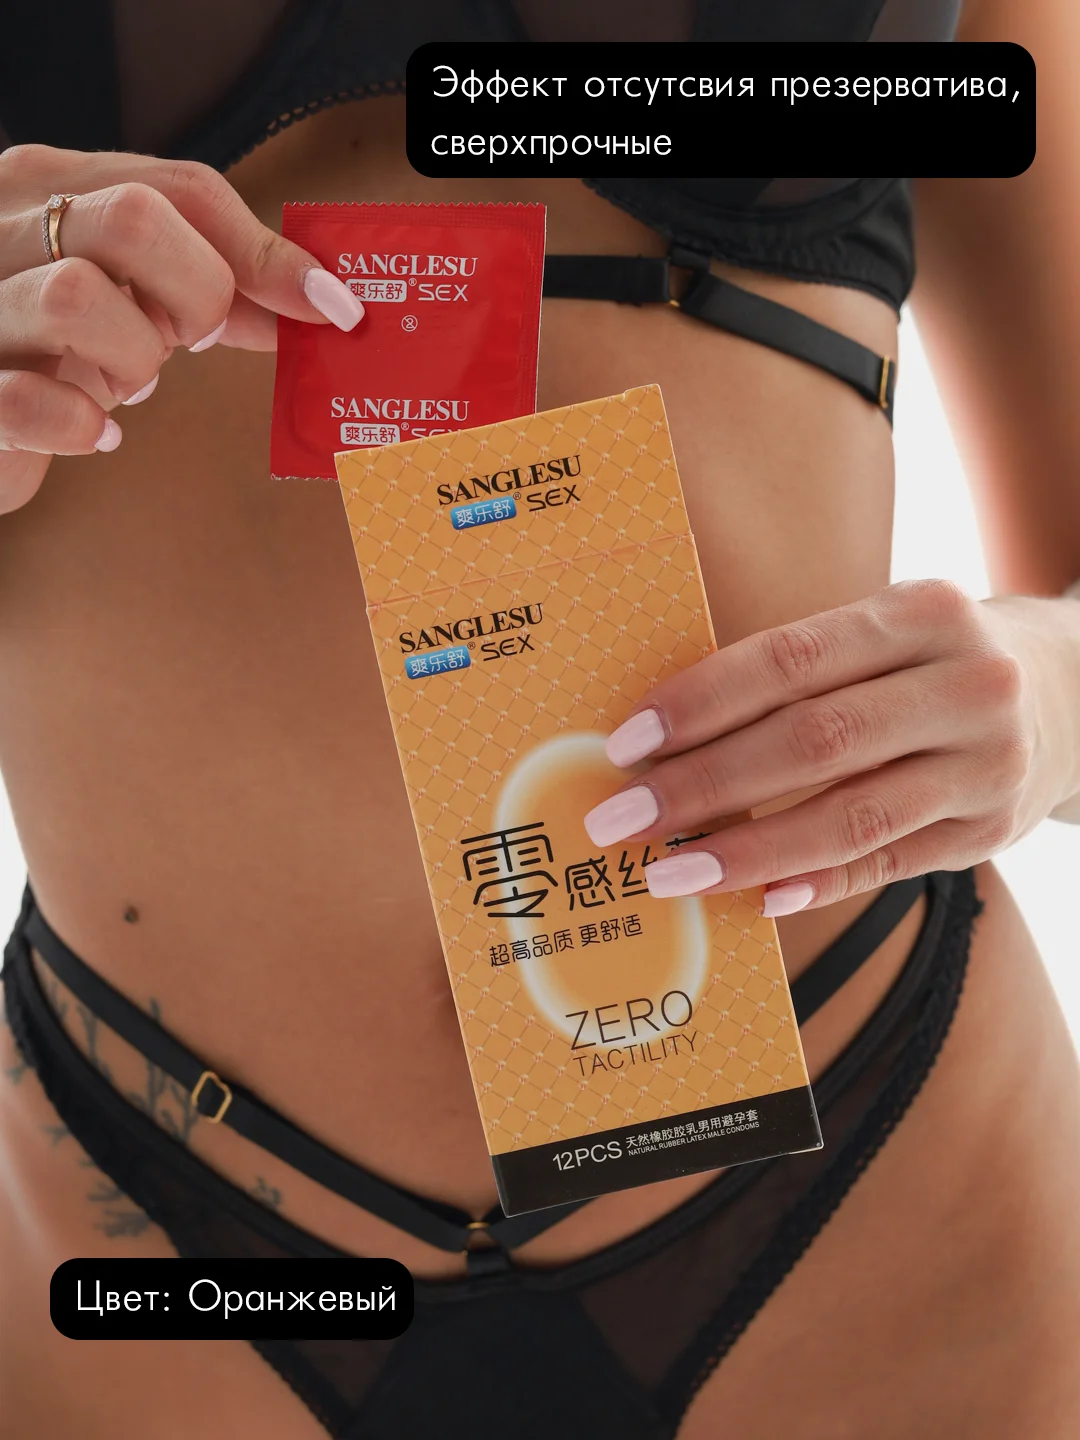 Эффект отсутсвия презерватива,
сверхпрочные
SANGLESU
爽乐舒® SEX
SANGLESU
爽乐舒® SEX
SANGLESU
爽乐舒® SEX
SANGLESU
爽乐舒® SEX
零感丝
超高品质 更舒适
ZERO
TACTILITY
12PCS 天然橡胶胶乳男用避孕套
NATURAL RUBBER LATEX MALE CONDOMS
Цвет: Оранжевый